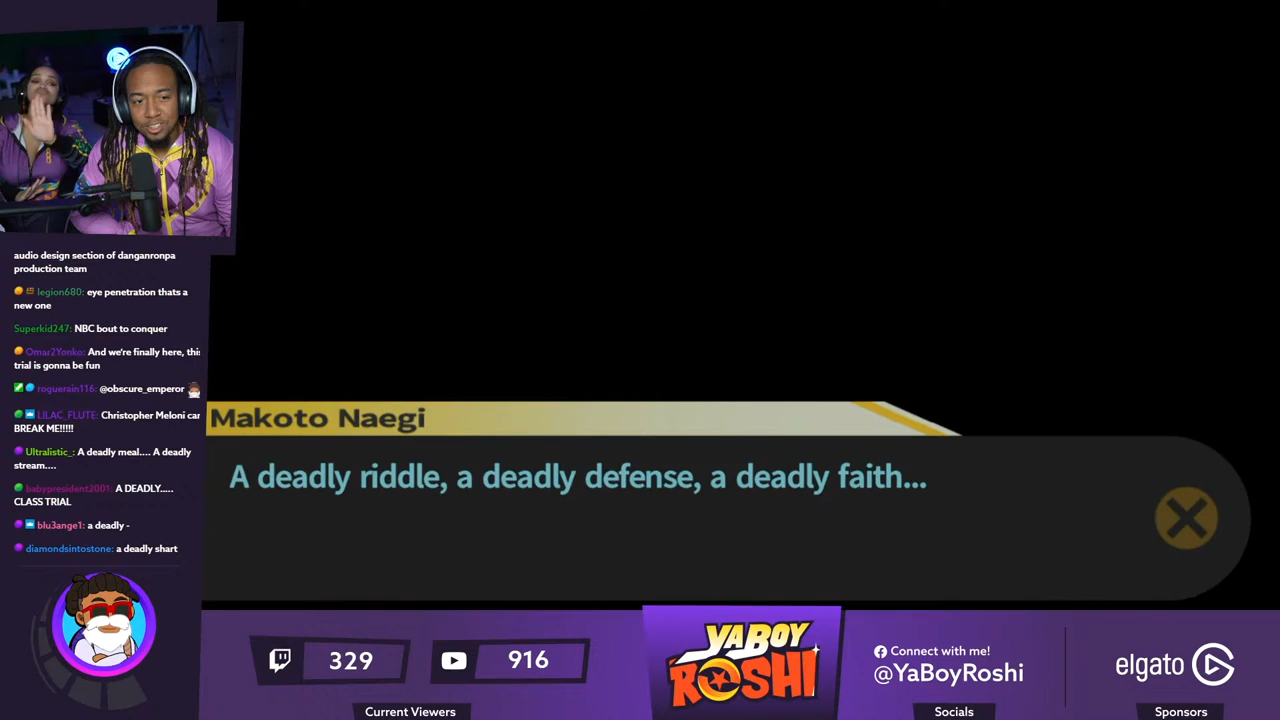 audio design section of danganronpa
production team
legion680: eye penetration thats a
new one
Superkid247: NBC bout to conquer
Omar2Yonko: And we're finally here, this
trial is gonna be fun
roguerain116: @obscure_emperor
LILAC_FLUTE: Christopher Meloni can
BREAK ME!!!!!
Ultralistic_: A deadly meal.... A deadly
stream....
babypresident2001: A DEADLY.....
CLASS TRIAL
blu3ange1: a deadly -
diamondsintostone: a deadly shart
Makoto Naegi
A deadly riddle, a deadly defense, a deadly faith...
329
916
Current Viewers
YABOY
ROSHI
Connect with me!
@YaBoyRoshi
Socials
elgato
Sponsors